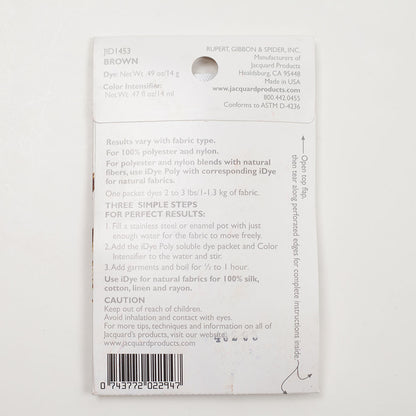 JID1453
BROWN
Dye: Net Wt. .49 oz/14 g
Color Intensifier:
Net Wt. .47 fl oz/14 ml
RUPERT, GIBBON & SPIDER, INC.
Manufacturers of
Jacquard Products
Healdsburg, CA 95448
Made in USA
www.jacquardproducts.com
800.442.0455
Conforms to ASTM D-4236
Results vary with fabric type.
For 100% polyester and nylon.
For polyester and nylon blends with natural
fibers, use iDye Poly with corresponding iDye
for natural fabrics.
One packet dyes 2 to 3 lbs/1-1.3 kg of fabric.
THREE SIMPLE STEPS
FOR PERFECT RESULTS:
1. Fill a stainless steel or enamel pot with just
enough water for the fabric to move freely.
2. Add the iDye Poly soluble dye packet and Color
Intensifier to the water and stir.
3. Add garments and boil for ½ to 1 hour.
Use iDye for natural fabrics for 100% silk,
cotton, linen and rayon.
CAUTION
Keep out of reach of children.
Avoid inhalation and contact with eyes.
For more tips, techniques and information on all of
Jacquard's products, visit our website:
jacquardproducts.com
0 743772 022947
Open top flap,
then tear along perforated edges for complete instructions inside